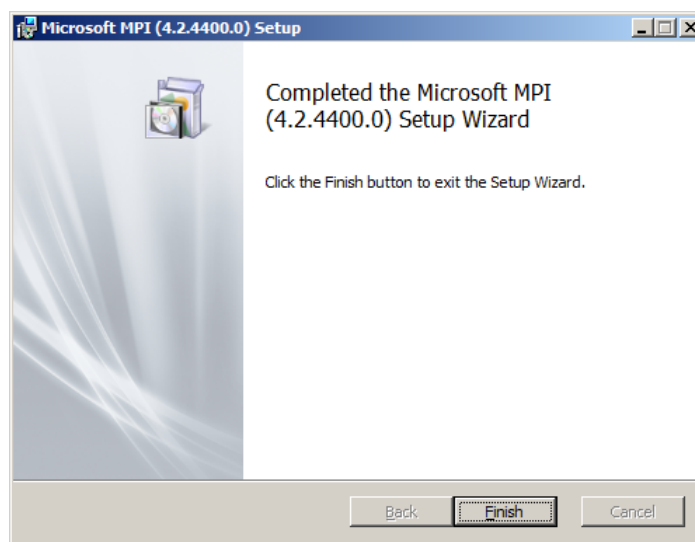 Microsoft MPI (4.2.4400.0) Setup
Completed the Microsoft MPI
(4.2.4400.0) Setup Wizard
Click the Finish button to exit the Setup Wizard.
Back Finish Cancel